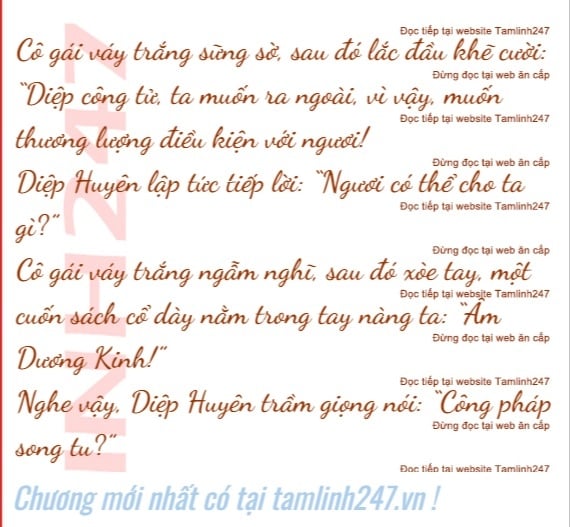 Đọc tiếp tại website Tamlinh247
Cô gái váy trắng sững sờ, sau đó lắc đầu khẽ cười:
Đừng đọc tại web ăn cắp
“Diệp công tử, ta muốn ra ngoài, vì vậy, muốn
Đọc tiếp tại website Tamlinh247
thương lượng điều kiện với ngươi!
Đừng đọc tại web ăn cắp
Diệp Huyên lập tức tiếp lời: “Ngươi có thể cho ta
Đọc tiếp tại website Tamlinh247
gì?”
Đừng đọc tại web ăn cắp
Cô gái váy trắng ngẫm nghĩ, sau đó xòe tay, một
Đọc tiếp tại website Tamlinh247
cuốn sách cổ dày nằm trong tay nàng ta: “Âm
Đừng đọc tại web ăn cắp
Dương Kinh!”
Đọc tiếp tại website Tamlinh247
Nghe vậy, Diệp Huyên trầm giọng nói: “Công pháp
Đừng đọc tại web ăn cắp
song tu?”
Đọc tiếp tại website Tamlinh247
INH247
Chương mới nhất có tại tamlinh247.vn !